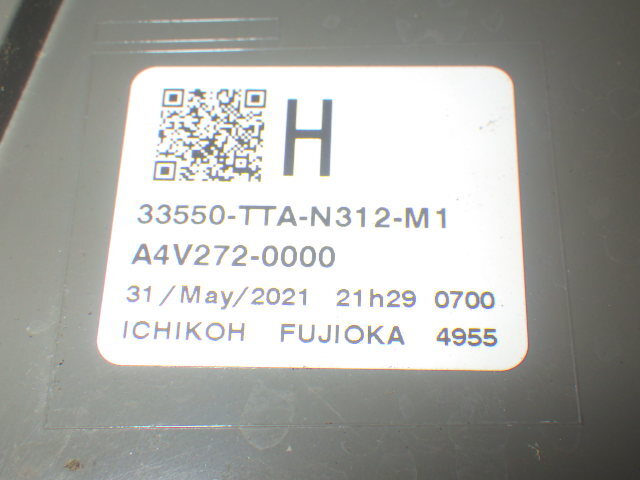 H
33550-TTA-N312-M1
A4V272-0000
31/May/2021 21h29 0700
ICHIKOH FUJIOKA 4955